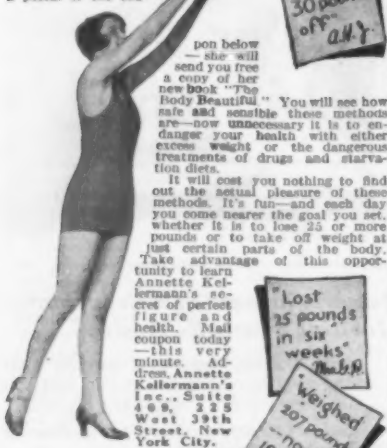 30 pou
off"
A.H.J.
pon below
— she will
send you free
a copy of her
new book "The
Body Beautiful." You will see how
safe and sensible these methods
are—now unnecessary it is to en-
danger your health with either
excess weight or the dangerous
treatments of drugs and starva-
tion diets.
It will cost you nothing to find
out the actual pleasure of these
methods. It's fun—and each day
you come nearer the goal you set,
whether it is to lose 25 or more
pounds or to take off weight at
just certain parts of the body.
Take advantage of this oppor-
tunity to learn
Annette Kel-
lermann's se-
cret of perfect
figure and
health. Mail
coupon today
—this very
minute. Ad-
dress, Annette
Kellermann's
Inc., Suite
409, 225
West 39th
Street, New
York City.
"Lost
25 pounds
in six
weeks"
Weighed
207 pound